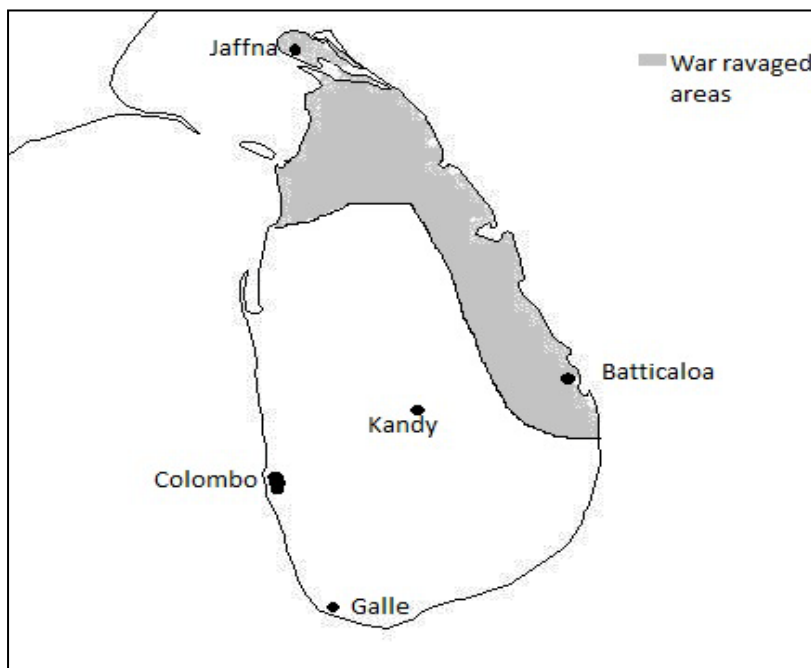 Jaffna
War ravaged
areas
Batticaloa
Kandy
Colombo
Galle